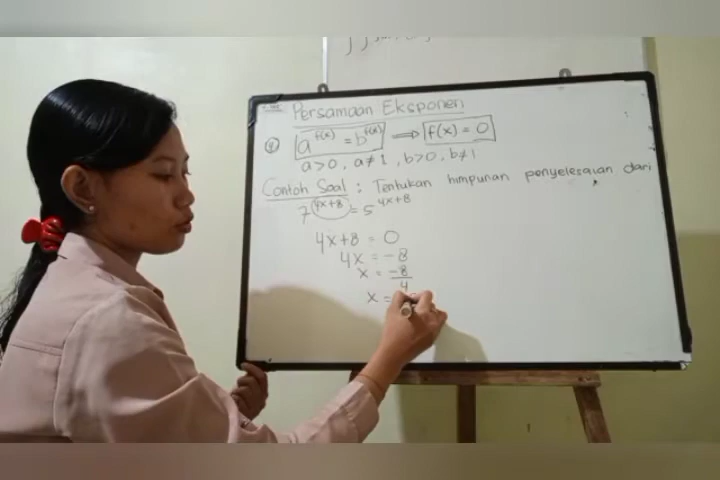 Persamaan Eksponen
a^f(x) = b^f(x) ⟹ f(x) = 0
a>0, a≠1, b>0, b≠1
Contoh Soal : Tentukan himpunan penyelesaian dari
7^4x+8 = 5^4x+8
4x+8 = 0
4x = -8
x = -8/4
x =